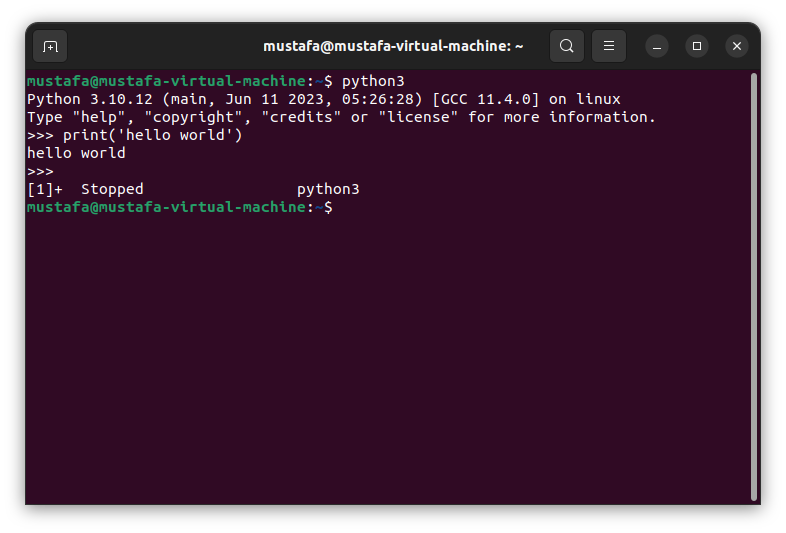 mustafa@mustafa-virtual-machine: ~
mustafa@mustafa-virtual-machine:~$ python3
Python 3.10.12 (main, Jun 11 2023, 05:26:28) [GCC 11.4.0] on linux
Type "help", "copyright", "credits" or "license" for more information.
>>> print('hello world')
hello world
>>>
[1]+  Stopped                 python3
mustafa@mustafa-virtual-machine:~$